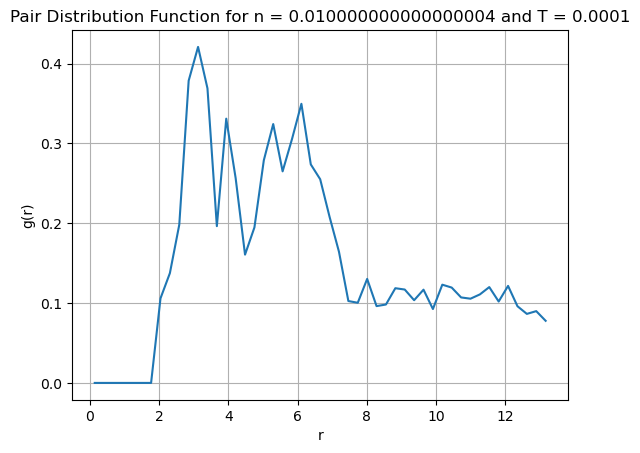 Pair Distribution Function for n = 0.010000000000000004 and T = 0.0001
0.4
0.3
0.2
0.1
0.0
g(r)
0 2 4 6 8 10 12
r